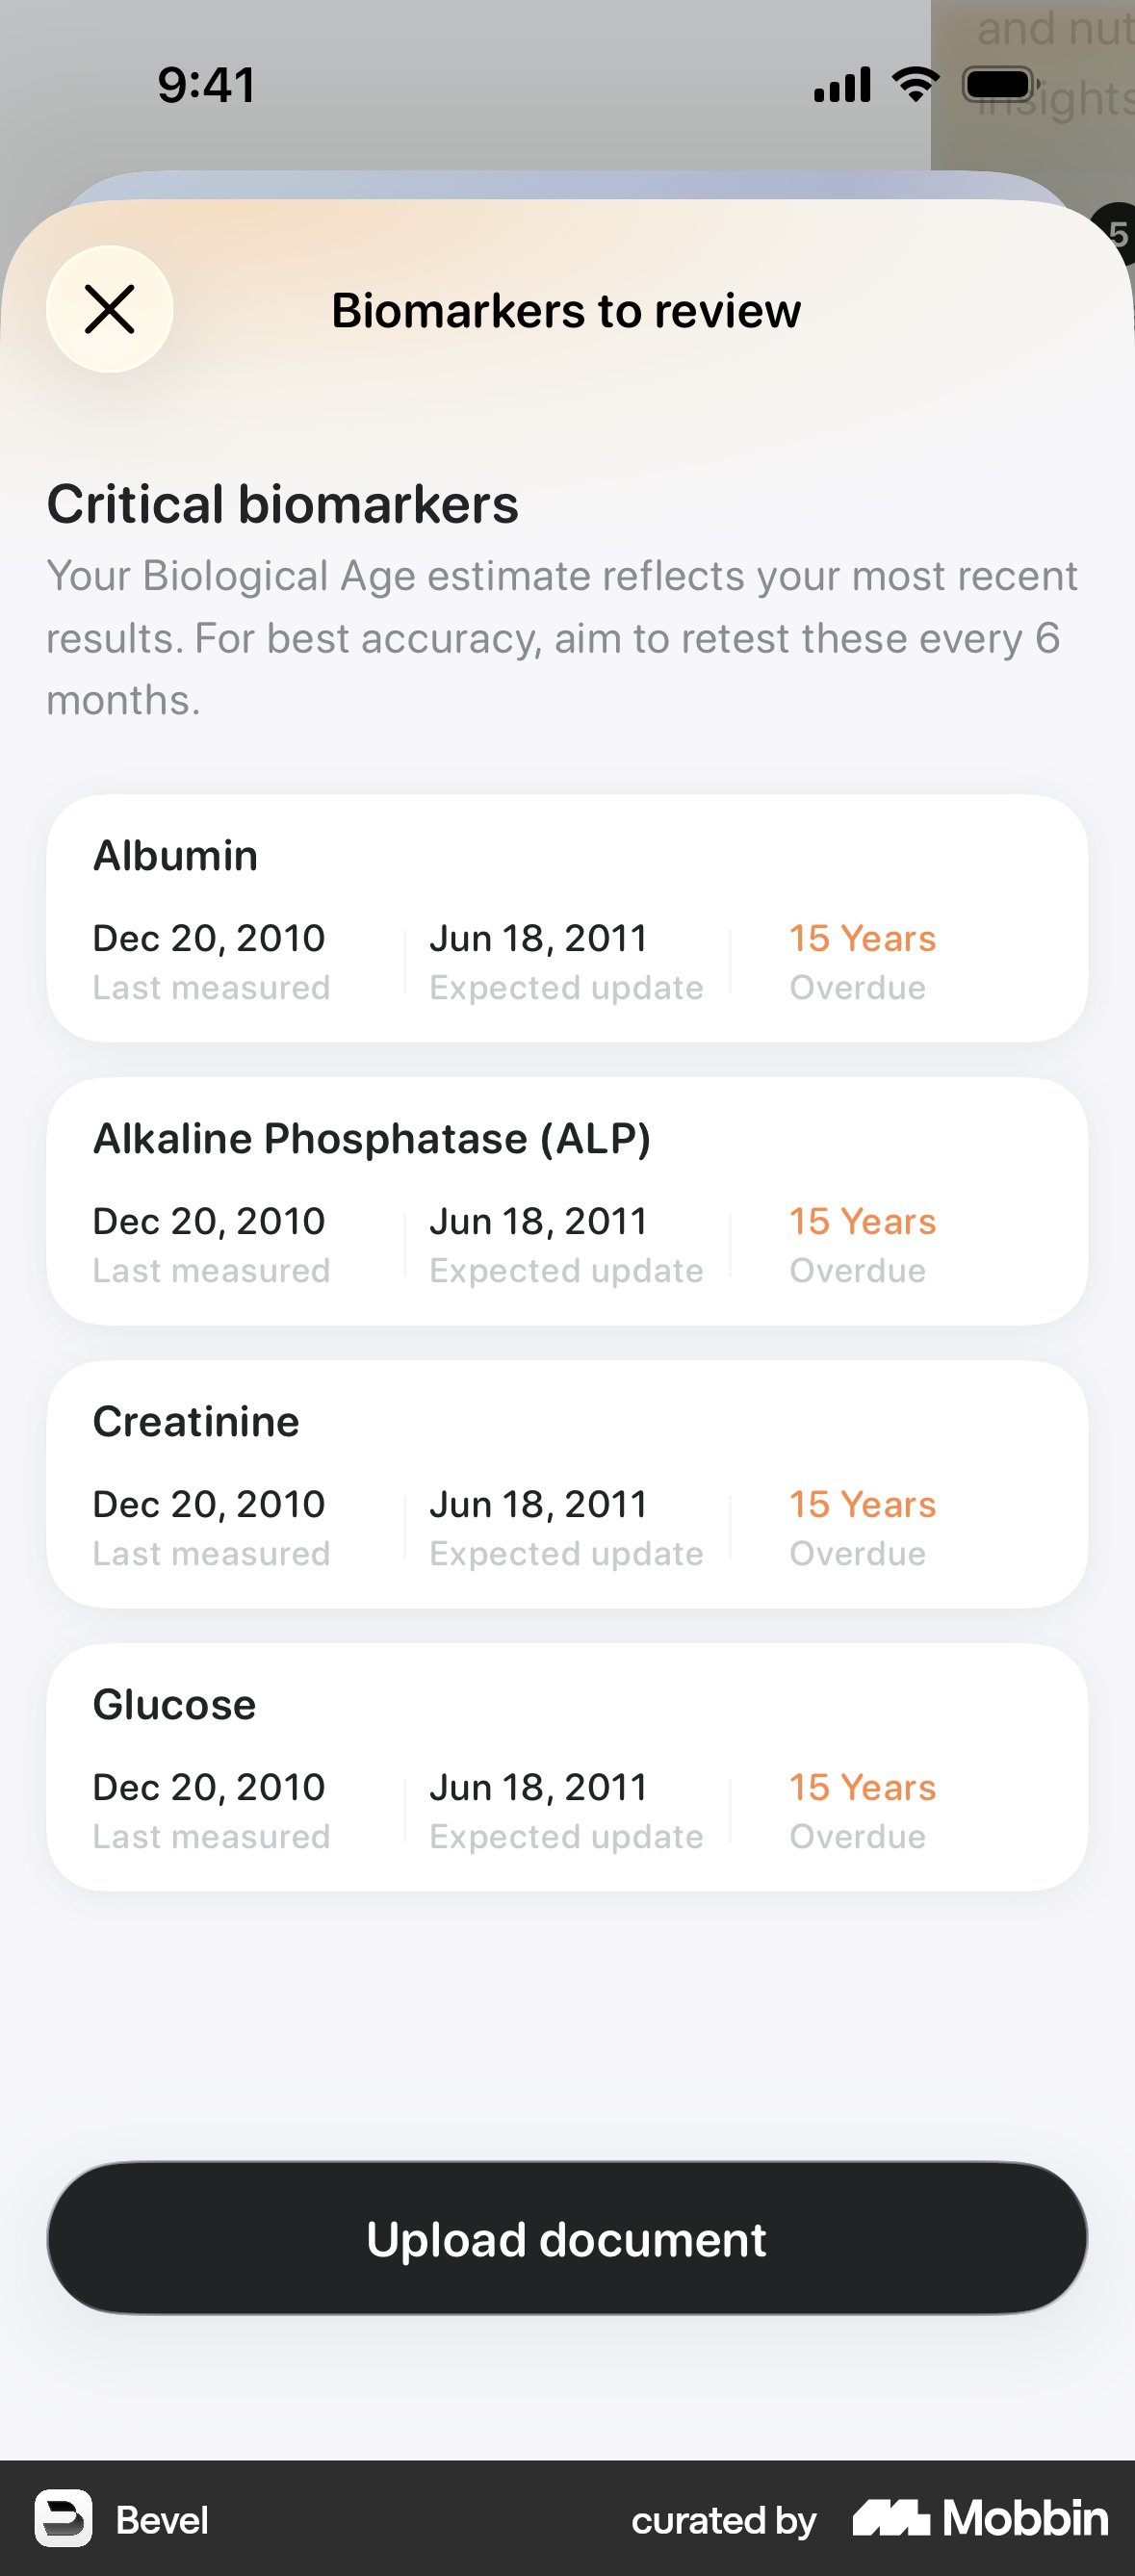 and nut
insights
9:41
5
Biomarkers to review
Critical biomarkers
Your Biological Age estimate reflects your most recent
results. For best accuracy, aim to retest these every 6
months.
Albumin
Dec 20, 2010 Jun 18, 2011 15 Years
Last measured Expected update Overdue
Alkaline Phosphatase (ALP)
Dec 20, 2010 Jun 18, 2011 15 Years
Last measured Expected update Overdue
Creatinine
Dec 20, 2010 Jun 18, 2011 15 Years
Last measured Expected update Overdue
Glucose
Dec 20, 2010 Jun 18, 2011 15 Years
Last measured Expected update Overdue
Upload document
Bevel curated by Mobbin